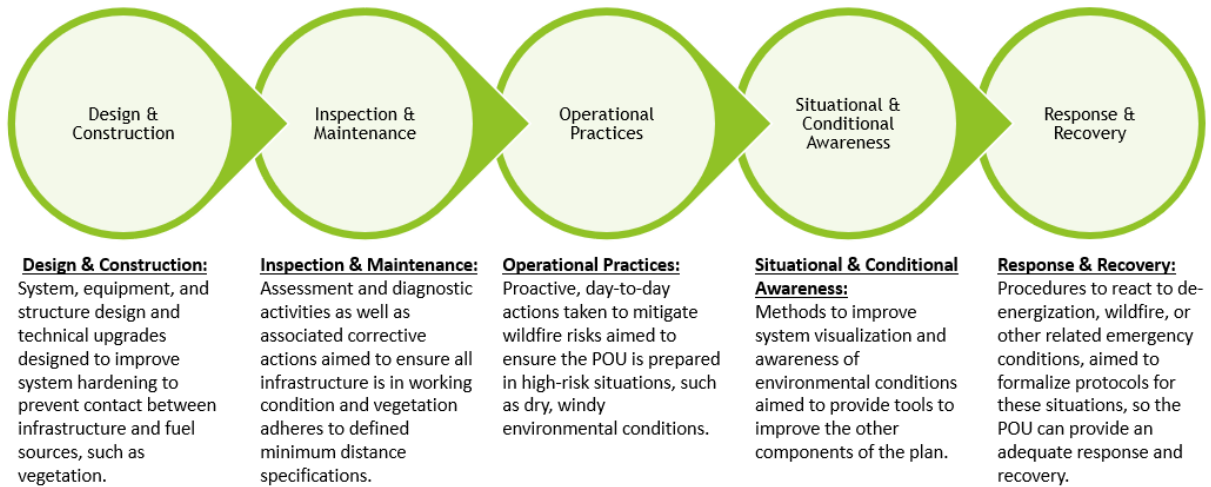 Design &
Construction
Inspection &
Maintenance
Operational
Practices
Situational &
Conditional
Awareness
Response &
Recovery
Design & Construction:
System, equipment, and
structure design and
technical upgrades
designed to improve
system hardening to
prevent contact between
infrastructure and fuel
sources, such as
vegetation.
Inspection & Maintenance:
Assessment and diagnostic
activities as well as
associated corrective
actions aimed to ensure all
infrastructure is in working
condition and vegetation
adheres to defined
minimum distance
specifications.
Operational Practices:
Proactive, day-to-day
actions taken to mitigate
wildfire risks aimed to
ensure the POU is prepared
in high-risk situations, such
as dry, windy
environmental conditions.
Situational & Conditional
Awareness:
Methods to improve
system visualization and
awareness of
environmental conditions
aimed to provide tools to
improve the other
components of the plan.
Response & Recovery:
Procedures to react to de-
energization, wildfire, or
other related emergency
conditions, aimed to
formalize protocols for
these situations, so the
POU can provide an
adequate response and
recovery.